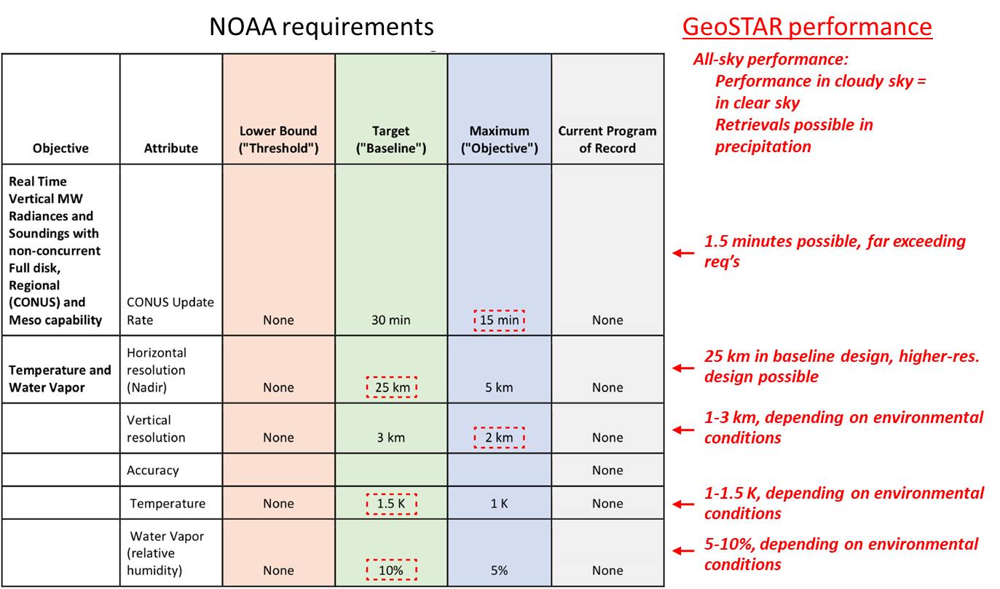 NOAA requirements
GeoSTAR performance
All-sky performance:
Performance in cloudy sky =
in clear sky
Retrievals possible in
precipitation
Objective
Attribute
Lower Bound
("Threshold")
Target
("Baseline")
Maximum
("Objective")
Current Program
of Record
Real Time
Vertical MW
Radiances and
Soundings with
non-concurrent
Full disk,
Regional
(CONUS) and
Meso capability
CONUS Update
Rate
None
30 min
15 min
None
1.5 minutes possible, far exceeding
req's
Temperature and
Water Vapor
Horizontal
resolution
(Nadir)
None
25 km
5 km
None
25 km in baseline design, higher-res.
design possible
Vertical
resolution
None
3 km
2 km
None
1-3 km, depending on environmental
conditions
Accuracy
None
Temperature
None
1.5 K
1 K
None
1-1.5 K, depending on environmental
conditions
Water Vapor
(relative
humidity)
None
10%
5%
None
5-10%, depending on environmental
conditions